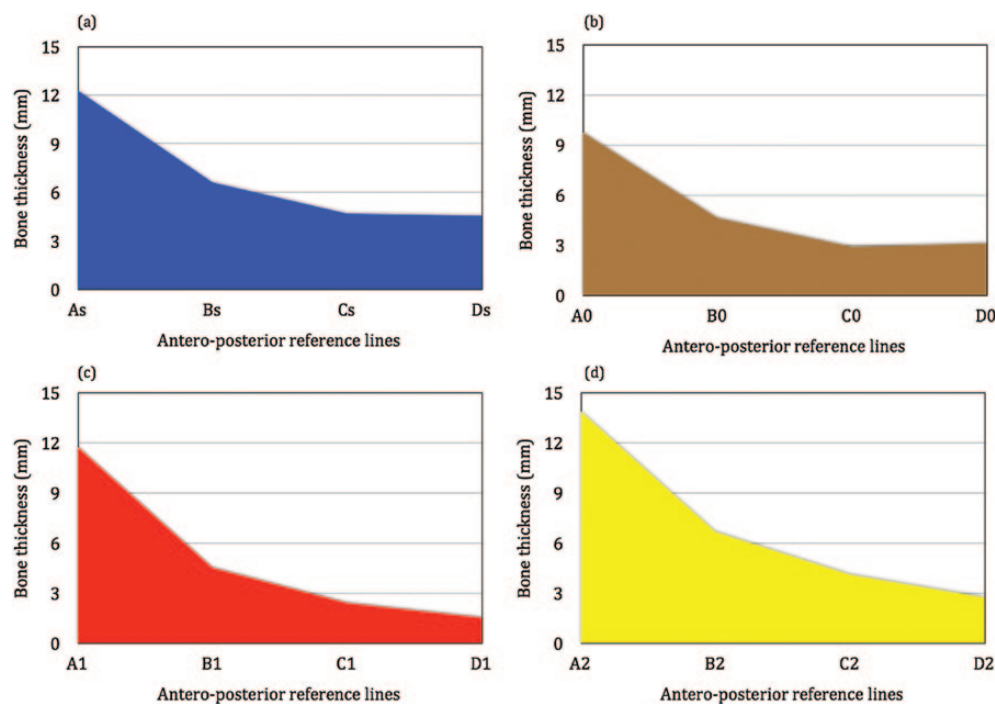 (a)
Bone thickness (mm)
15
12
9
6
3
0
As Bs Cs Ds
Antero-posterior reference lines
(b)
Bone thickness (mm)
15
12
9
6
3
0
A0 B0 C0 D0
Antero-posterior reference lines
(c)
Bone thickness (mm)
15
12
9
6
3
0
A1 B1 C1 D1
Antero-posterior reference lines
(d)
Bone thickness (mm)
15
12
9
6
3
0
A2 B2 C2 D2
Antero-posterior reference lines